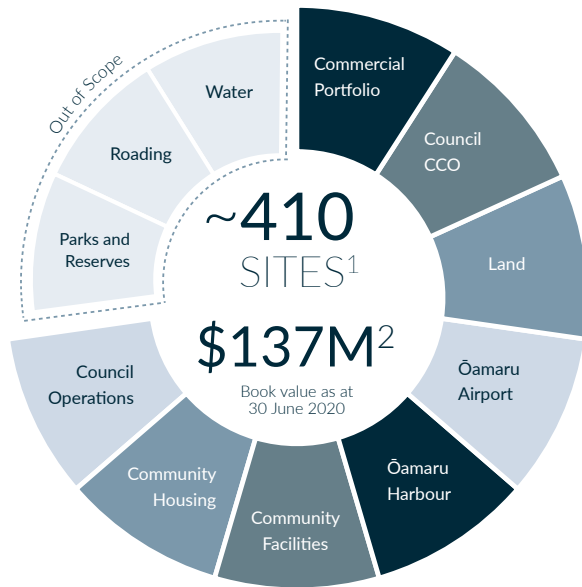 Out of Scope
Water
Roading
Parks and
Reserves
Commercial
Portfolio
Council
CCO
Land
Ōamaru
Airport
Ōamaru
Harbour
Community
Facilities
Community
Housing
Council
Operations
~410
SITES¹
$137M²
Book value as at
30 June 2020